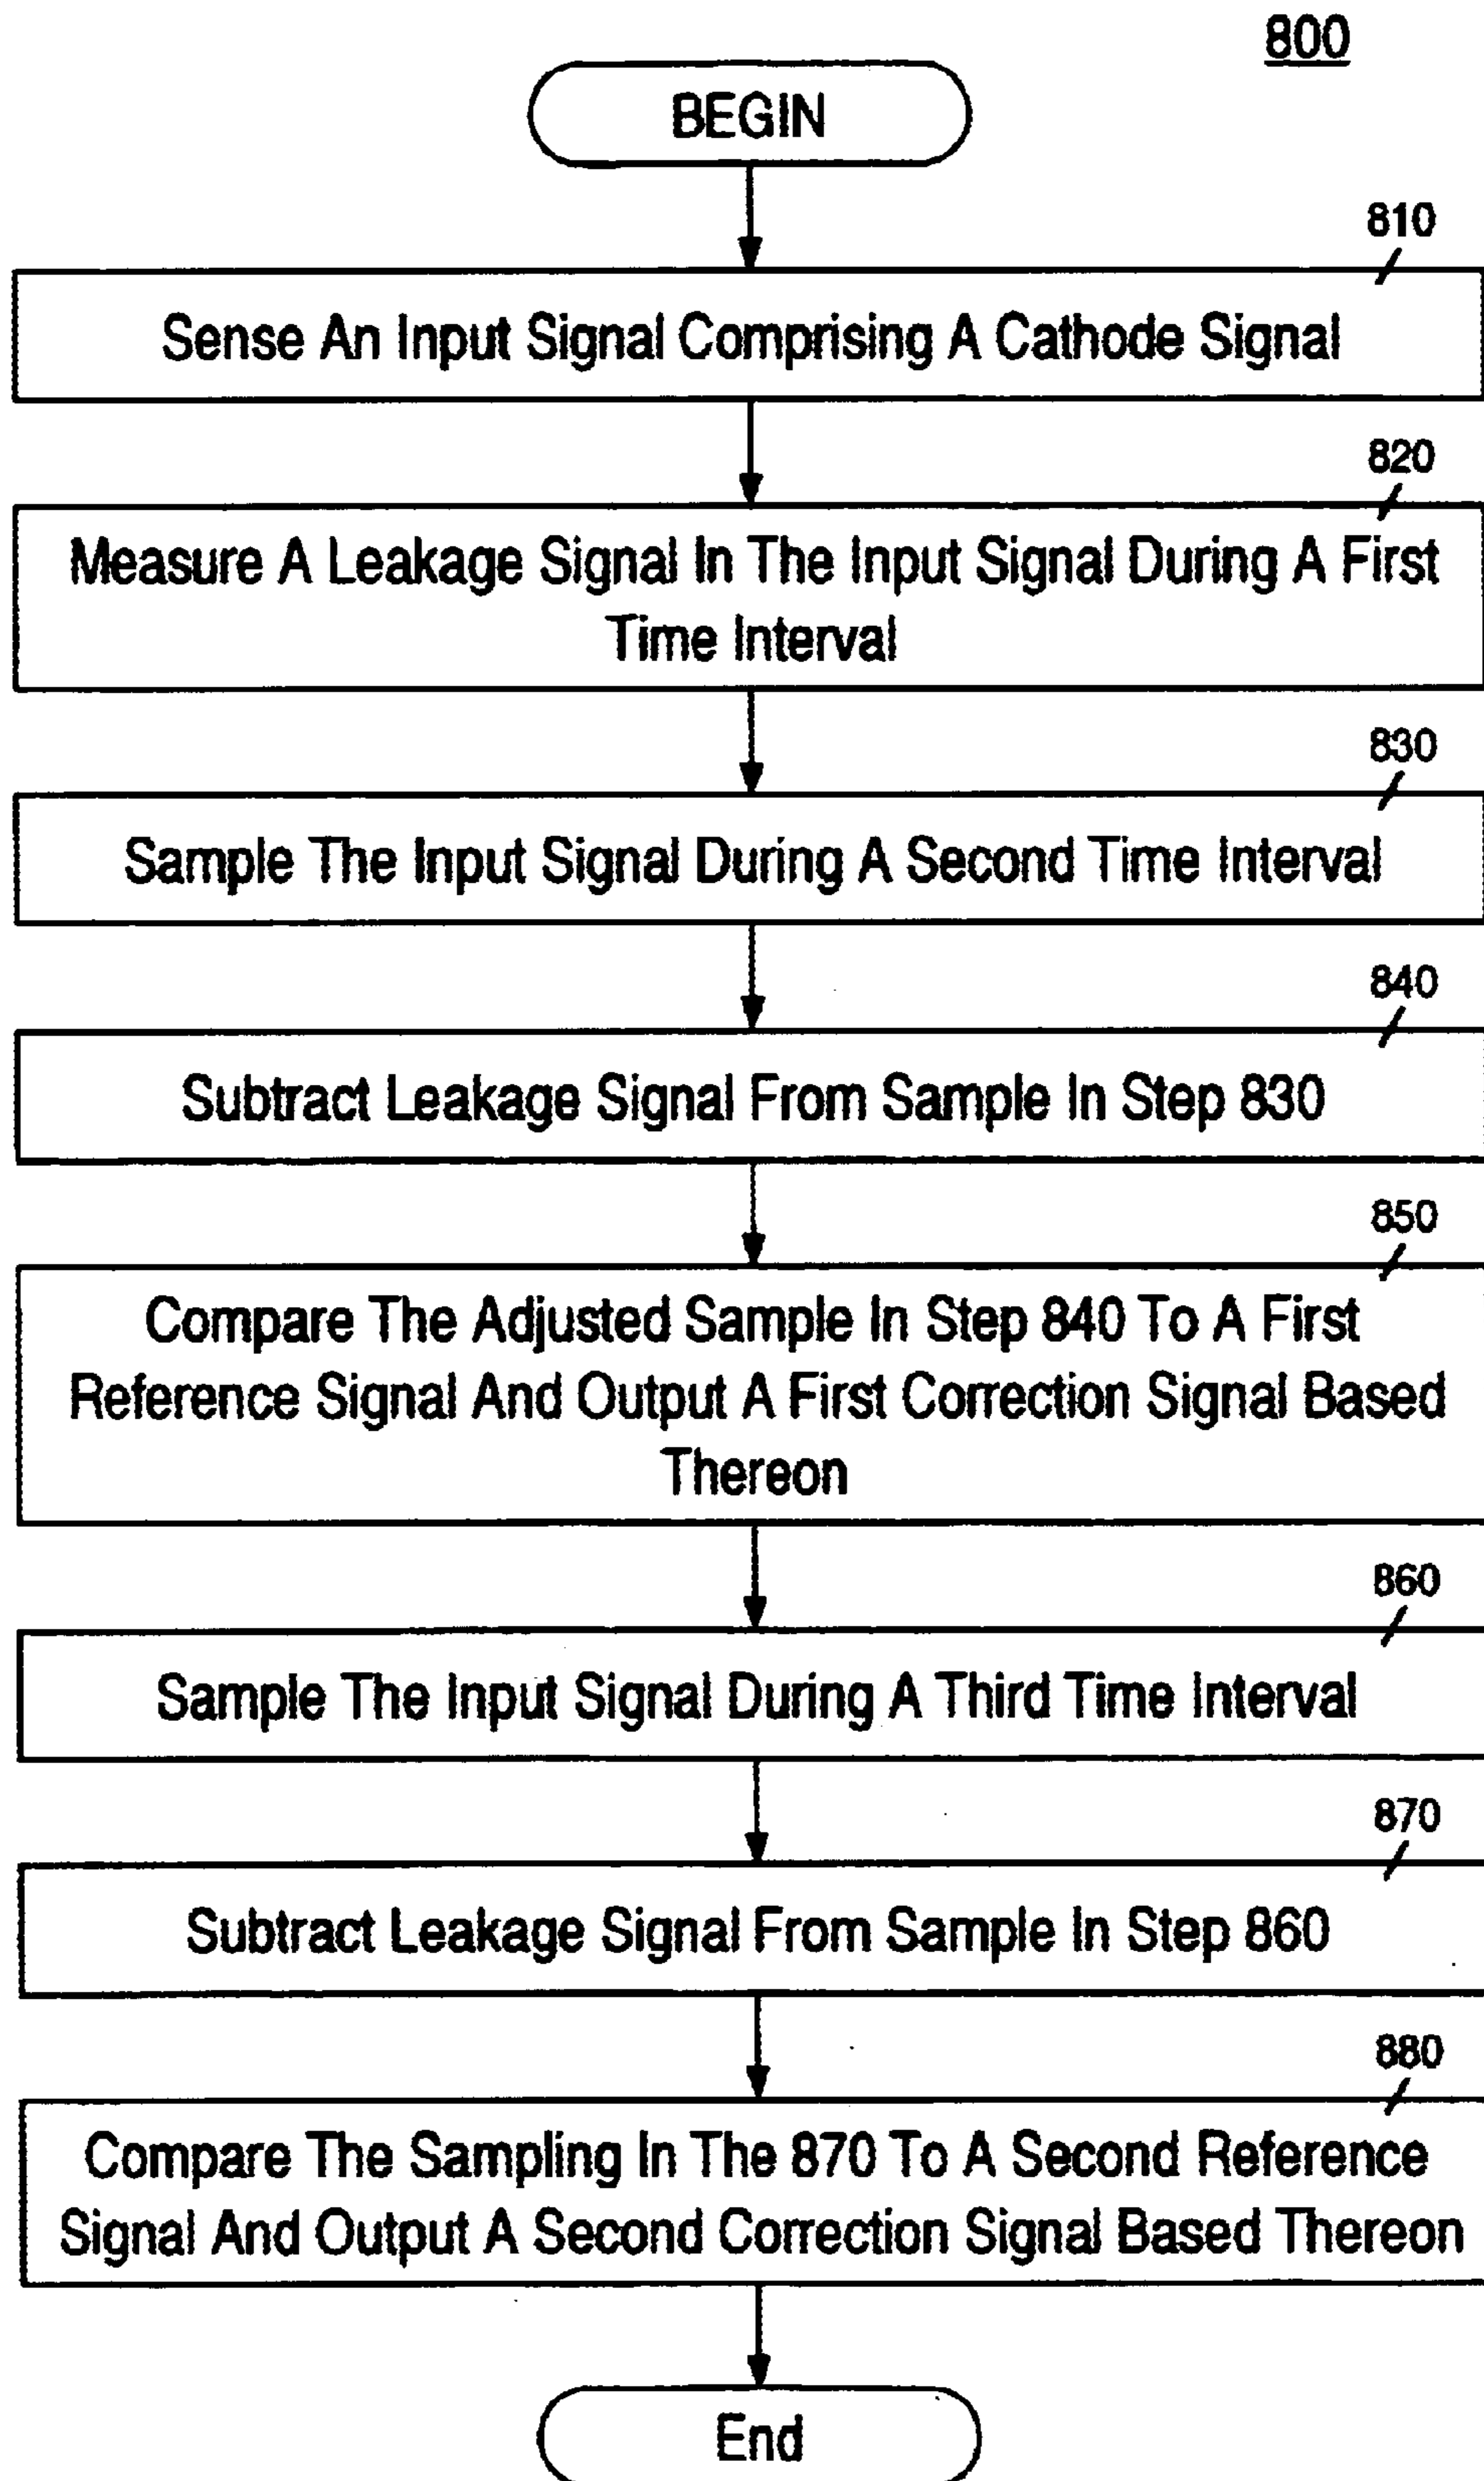 800
BEGIN
810
Sense An Input Signal Comprising A Cathode Signal
820
Measure A Leakage Signal In The Input Signal During A First
Time Interval
830
Sample The Input Signal During A Second Time Interval
840
Subtract Leakage Signal From Sample In Step 830
850
Compare The Adjusted Sample In Step 840 To A First
Reference Signal And Output A First Correction Signal Based
Thereon
860
Sample The Input Signal During A Third Time Interval
870
Subtract Leakage Signal From Sample In Step 860
880
Compare The Sampling In The 870 To A Second Reference
Signal And Output A Second Correction Signal Based Thereon
End